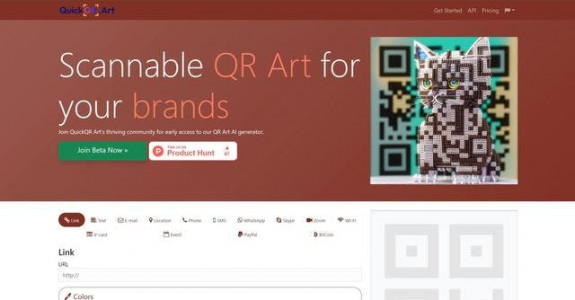 QuickQR Art
Get Started API Pricing
Scannable QR Art for
your brands
Join QuickQR Art's thriving community for early access to our QR Art AI generator.
Join Beta Now »
FIND US ON
Product Hunt
Link Text E-mail Location Phone SMS WhatsApp Skype Zoom WI-FI
V-card Event PayPal BitCoin
Link
URL
http://
Colors